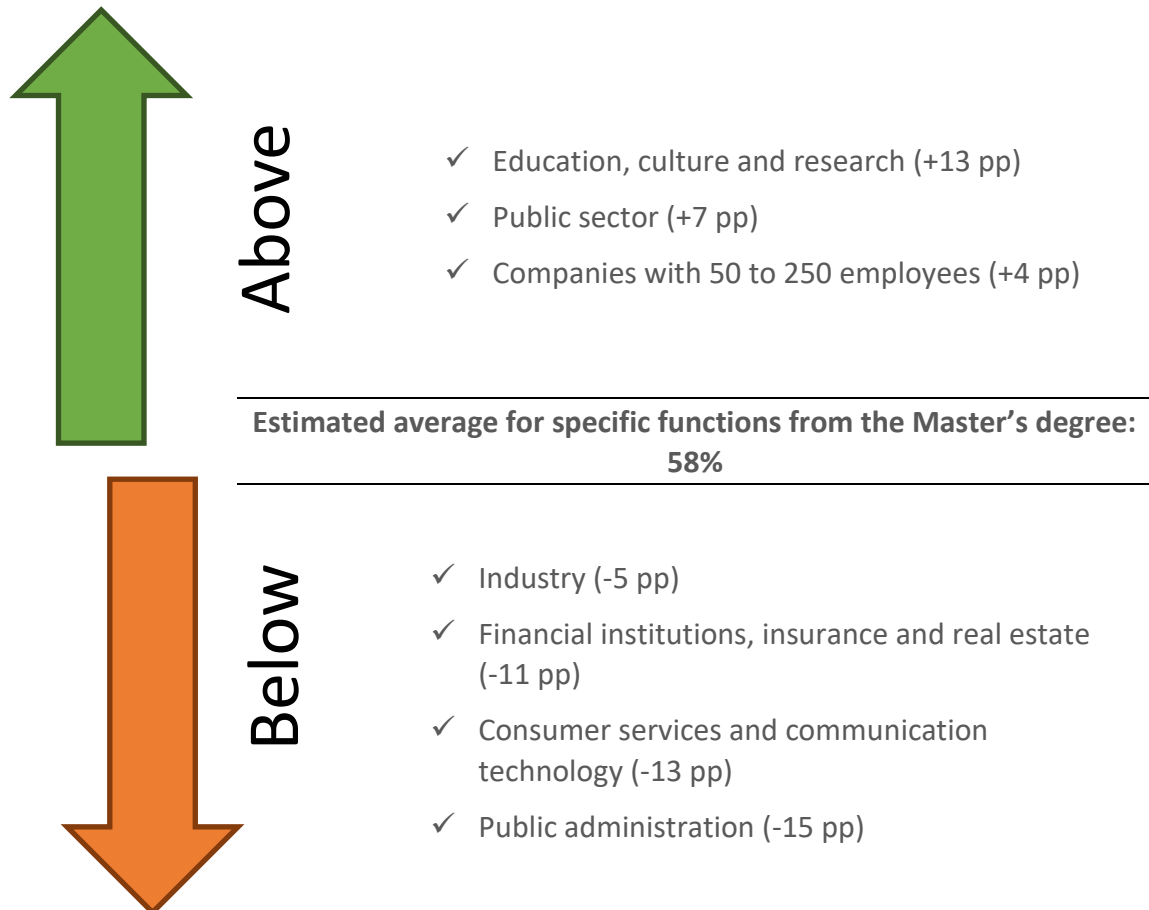 Above
✓ Education, culture and research (+13 pp)
✓ Public sector (+7 pp)
✓ Companies with 50 to 250 employees (+4 pp)
Estimated average for specific functions from the Master’s degree:
58%
Below
✓ Industry (-5 pp)
✓ Financial institutions, insurance and real estate
(-11 pp)
✓ Consumer services and communication
technology (-13 pp)
✓ Public administration (-15 pp)